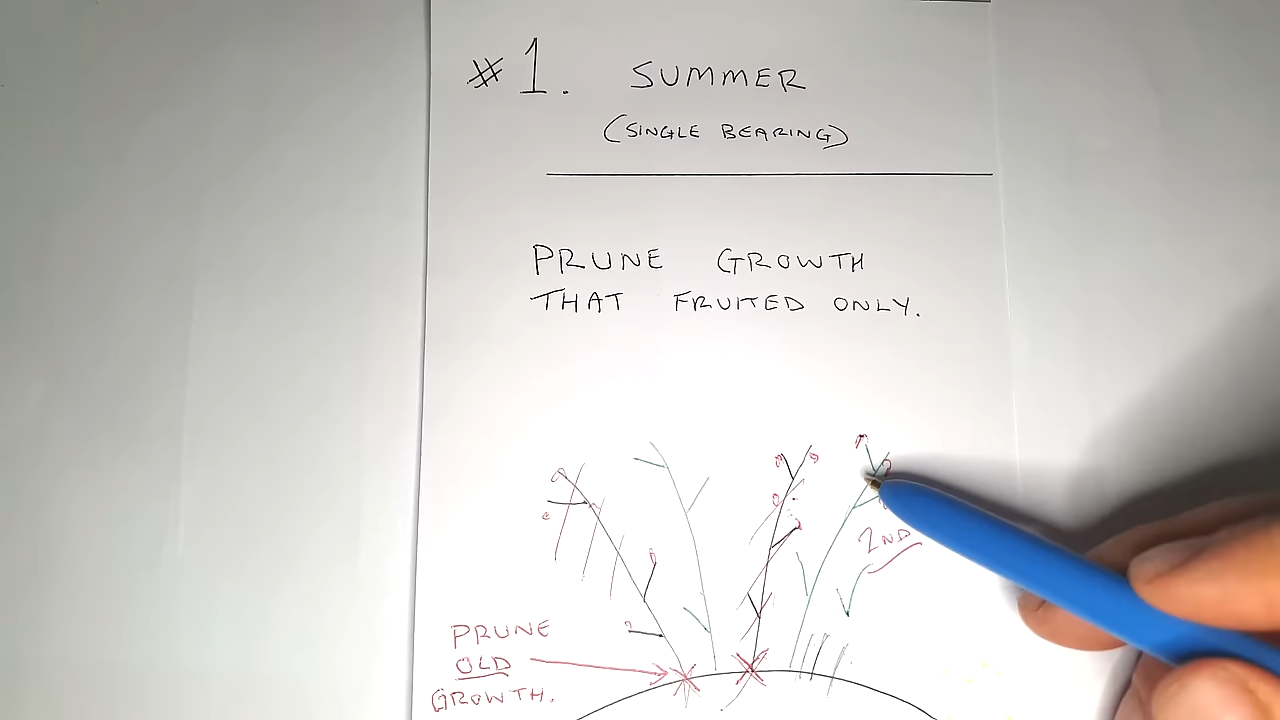 #1. SUMMER
(SINGLE BEARING)
PRUNE GROWTH
THAT FRUITED ONLY.
2ND
PRUNE
OLD
GROWTH.